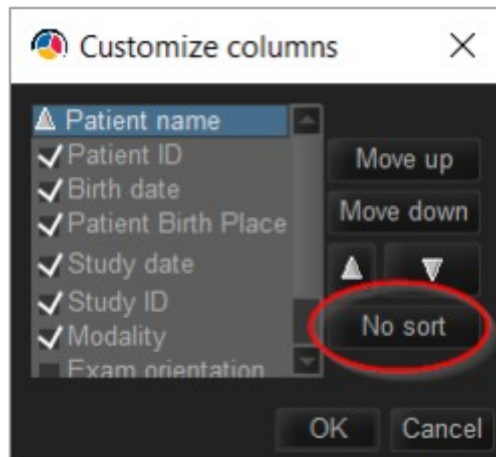 Customize columns
Patient name
Patient ID
Birth date
Patient Birth Place
Study date
Study ID
Modality
Exam orientation
Move up
Move down
No sort
OK
Cancel